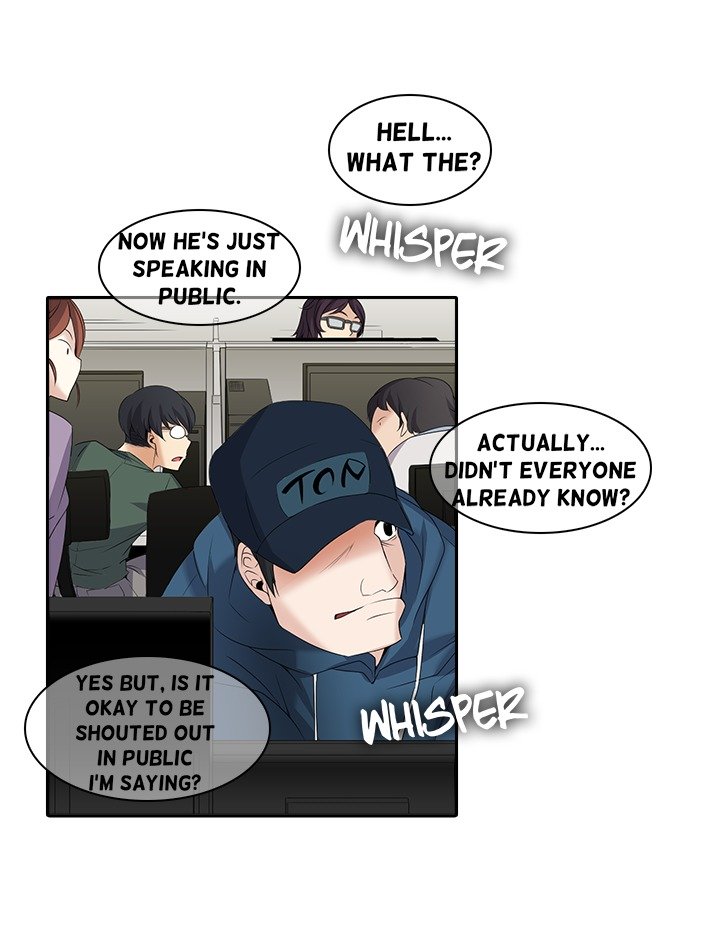 HELL...
WHAT THE?
WHISPER
NOW HE'S JUST
SPEAKING IN
PUBLIC.
ACTUALLY...
DIDN'T EVERYONE
ALREADY KNOW?
TON
YES BUT, IS IT
OKAY TO BE
SHOUTED OUT
IN PUBLIC
I'M SAYING?
WHISPER